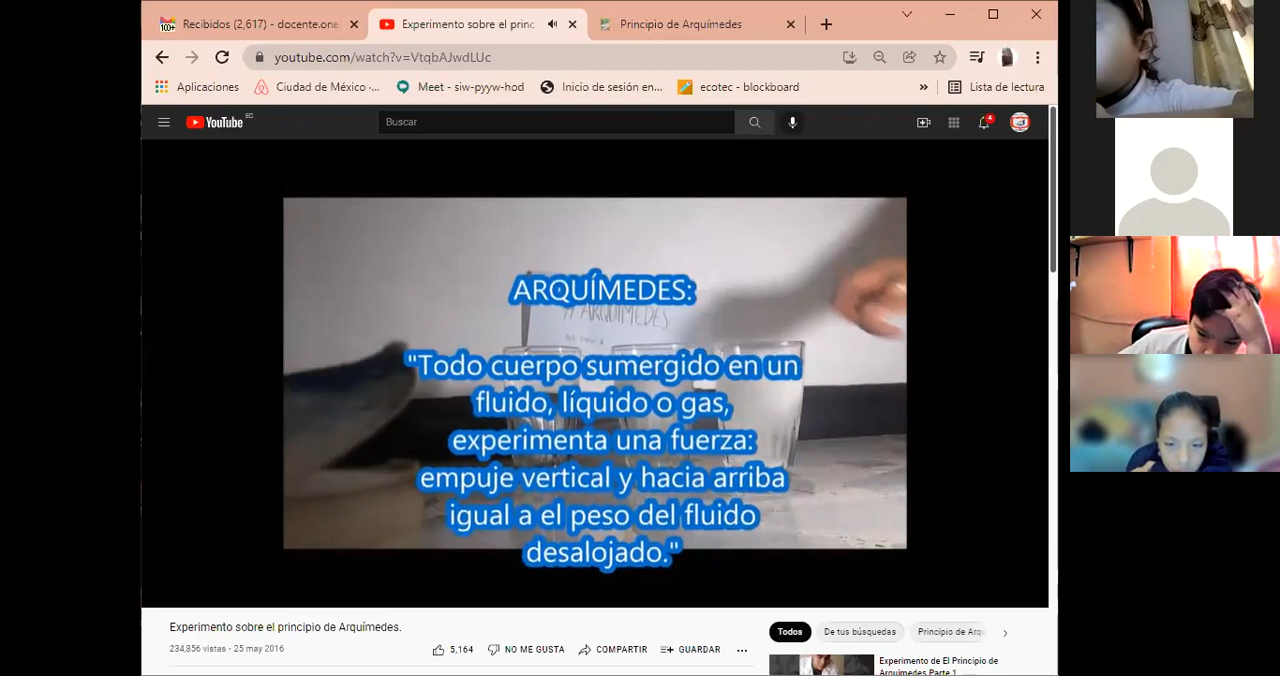 Recibidos (2,617) - docente.one
Experimento sobre el princ
Principio de Arquímedes
youtube.com/watch?v=VtqbAJwdLUc
Aplicaciones
Ciudad de México -...
Meet - siw-pyyw-hod
Inicio de sesión en...
ecotec - blockboard
»
Lista de lectura
YouTube EC
Buscar
4
ARQUÍMEDES:
ARQUIMEDES
"Todo cuerpo sumergido en un
fluido, líquido o gas,
experimenta una fuerza:
empuje vertical y hacia arriba
igual a el peso del fluido
desalojado."
Experimento sobre el principio de Arquímedes.
234,856 vistas • 25 may 2016
5,164
NO ME GUSTA
COMPARTIR
GUARDAR
Todos
De tus búsquedas
Principio de Arqu
Experimento de El Principio de
Arquímedes Parte 1